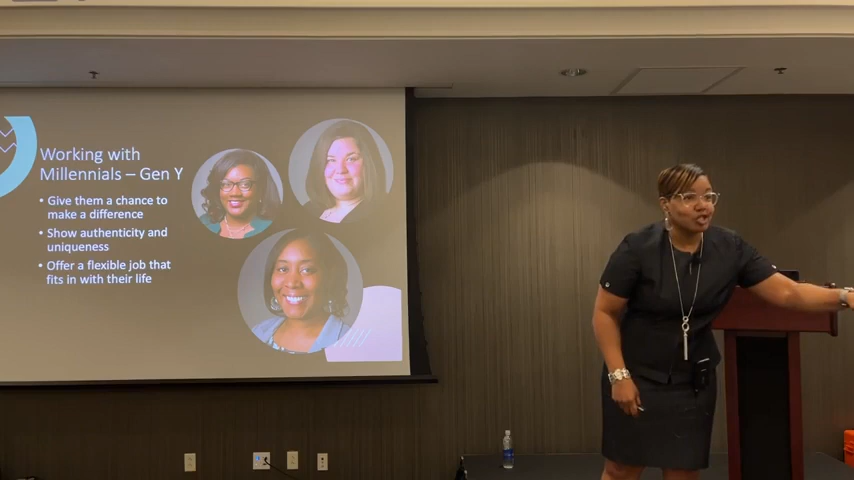 Working with
Millennials – Gen Y
• Give them a chance to
make a difference
• Show authenticity and
uniqueness
• Offer a flexible job that
fits in with their life